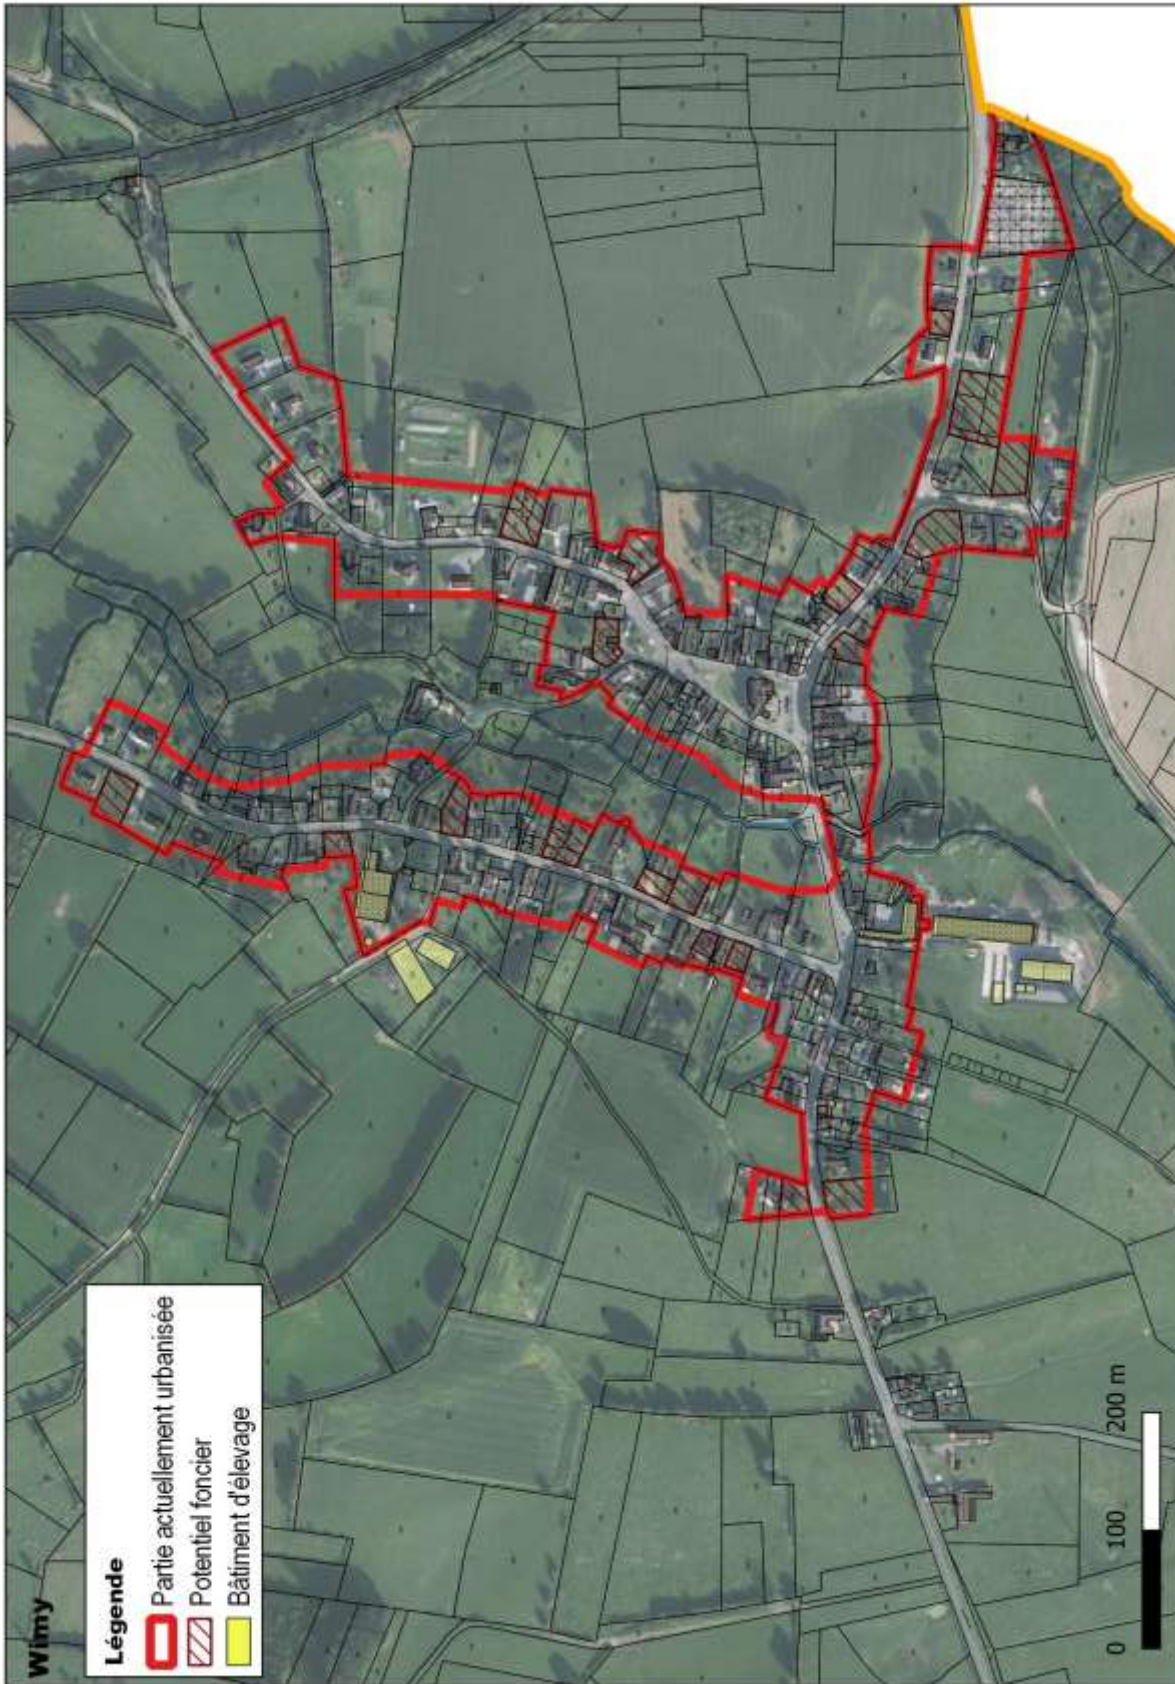 Wimy
Légende
Partie actuellement urbanisée
Potentiel foncier
Bâtiment d'élevage
0 100 200 m